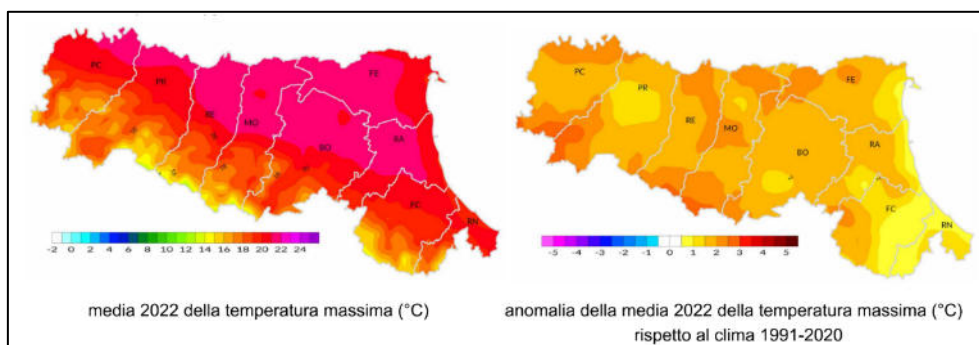 PC
PR
RE
MO
BO
FE
RA
FC
RN
-2 0 2 4 6 8 10 12 14 16 18 20 22 24
media 2022 della temperatura massima (°C)
PC
PR
RE
MO
BO
FE
RA
FC
RN
-5 -4 -3 -2 -1 0 1 2 3 4 5
anomalia della media 2022 della temperatura massima (°C)
rispetto al clima 1991-2020